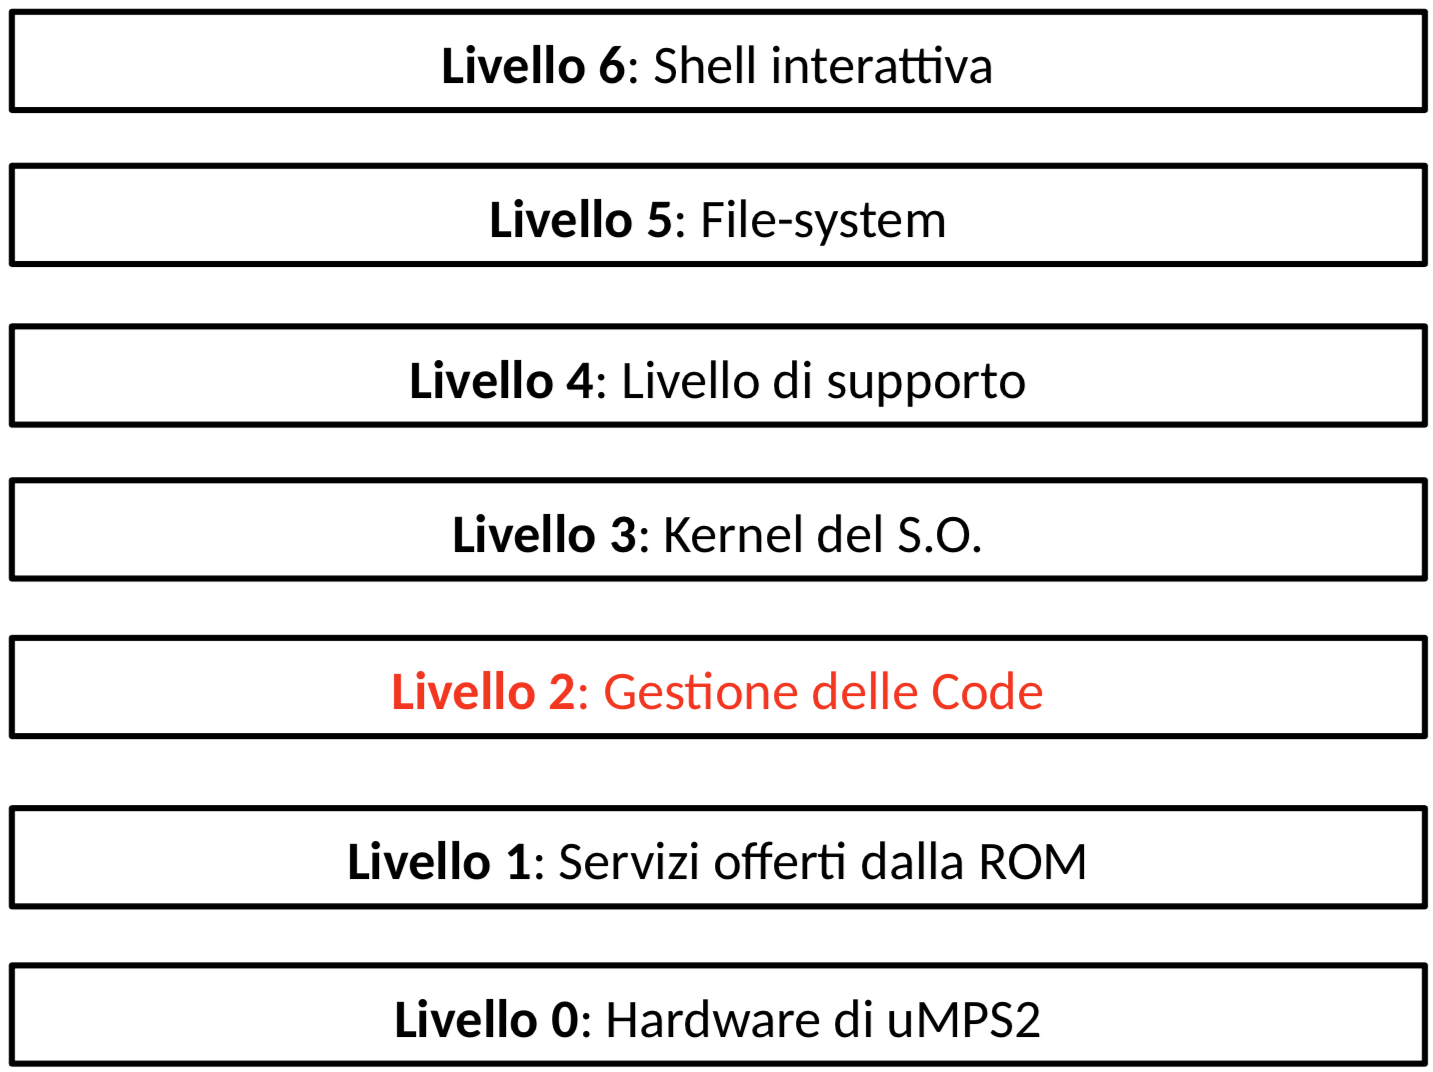 Livello 6: Shell interattiva
Livello 5: File-system
Livello 4: Livello di supporto
Livello 3: Kernel del S.O.
Livello 2: Gestione delle Code
Livello 1: Servizi offerti dalla ROM
Livello 0: Hardware di uMPS2